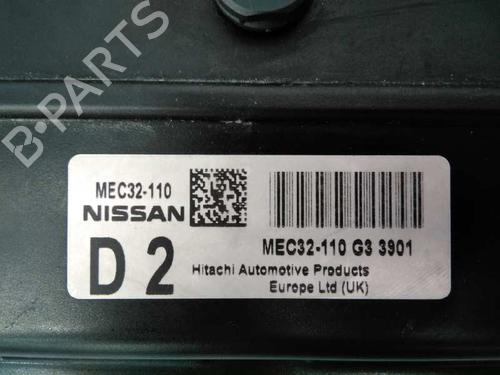 B-PARTS
MEC32-110
NISSAN
D 2
MEC32-110 G3 3901
Hitachi Automotive Products
Europe Ltd (UK)